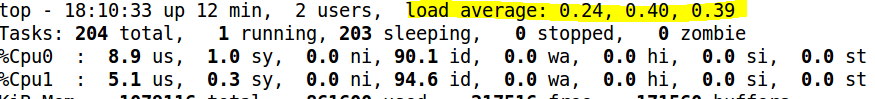 top - 18:10:33 up 12 min,  2 users,  load average: 0.24, 0.40, 0.39
Tasks: 204 total,   1 running, 203 sleeping,   0 stopped,   0 zombie
%Cpu0  :  8.9 us,  1.0 sy,  0.0 ni, 90.1 id,  0.0 wa,  0.0 hi,  0.0 si,  0.0 st
%Cpu1  :  5.1 us,  0.3 sy,  0.0 ni, 94.6 id,  0.0 wa,  0.0 hi,  0.0 si,  0.0 st